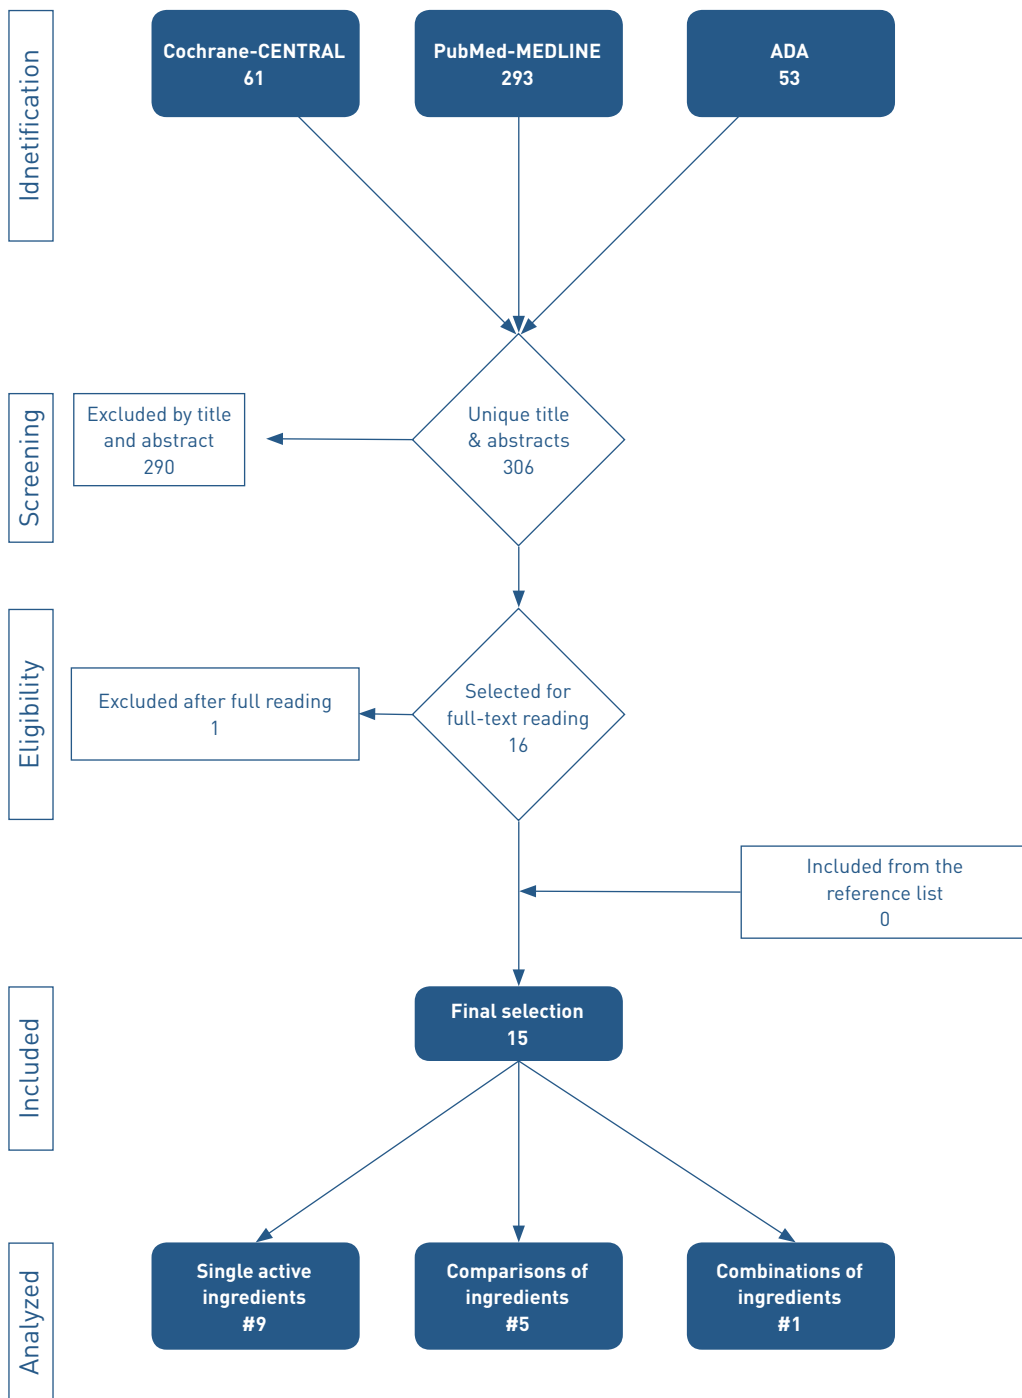 Idnetification
Cochrane-CENTRAL
61
PubMed-MEDLINE
293
ADA
53
Screening
Excluded by title
and abstract
290
Unique title
& abstracts
306
Eligibility
Excluded after full reading
1
Selected for
full-text reading
16
Included from the
reference list
0
Included
Final selection
15
Analyzed
Single active
ingredients
#9
Comparisons of
ingredients
#5
Combinations of
ingredients
#1